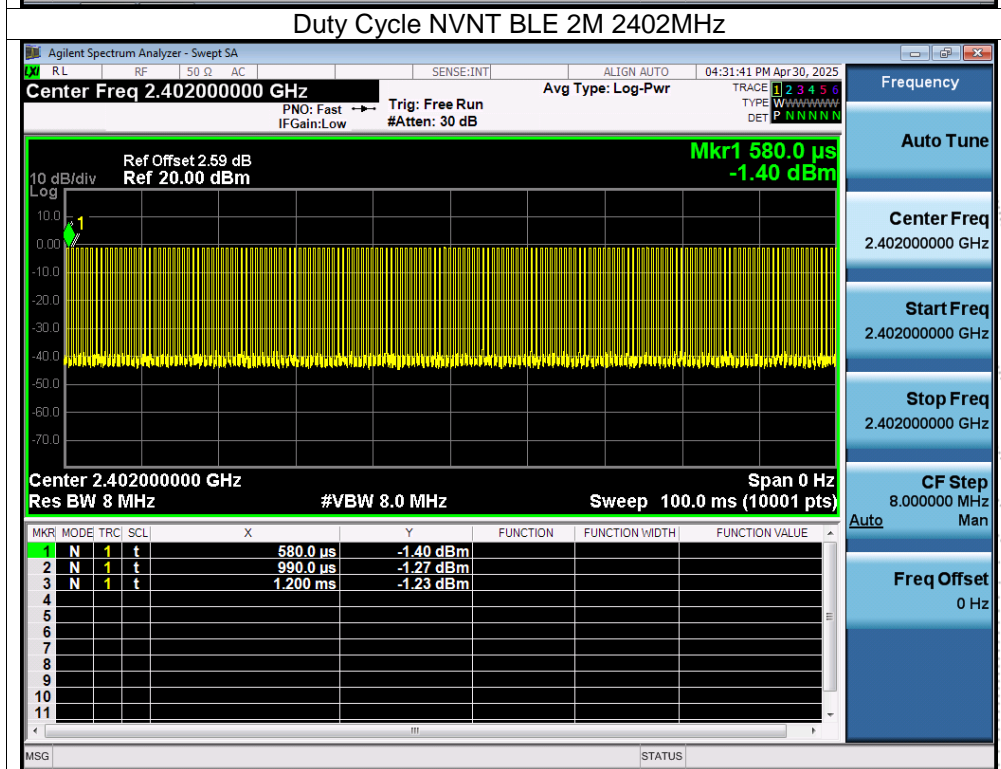 Duty Cycle NVNT BLE 2M 2402MHz
Agilent Spectrum Analyzer - Swept SA
LXI RL RF 50 Ω AC SENSE:INT ALIGN AUTO 04:31:41 PM Apr 30, 2025
Center Freq 2.402000000 GHz
PNO: Fast
IFGain:Low
Trig: Free Run
#Atten: 30 dB
Avg Type: Log-Pwr
TRACE 1 2 3 4 5 6
TYPE WWWWWW
DET P N N N N N
Ref Offset 2.59 dB
10 dB/div Ref 20.00 dBm
Log
Mkr1 580.0 µs
-1.40 dBm
10.0
0.00
-10.0
-20.0
-30.0
-40.0
-50.0
-60.0
-70.0
1
Center 2.402000000 GHz Span 0 Hz
Res BW 8 MHz #VBW 8.0 MHz Sweep 100.0 ms (10001 pts)
MKR MODE TRC SCL X Y FUNCTION FUNCTION WIDTH FUNCTION VALUE
1 N 1 t 580.0 µs -1.40 dBm
2 N 1 t 990.0 µs -1.27 dBm
3 N 1 t 1.200 ms -1.23 dBm
4
5
6
7
8
9
10
11
MSG STATUS
Frequency
Auto Tune
Center Freq
2.402000000 GHz
Start Freq
2.402000000 GHz
Stop Freq
2.402000000 GHz
CF Step
8.000000 MHz
Auto Man
Freq Offset
0 Hz